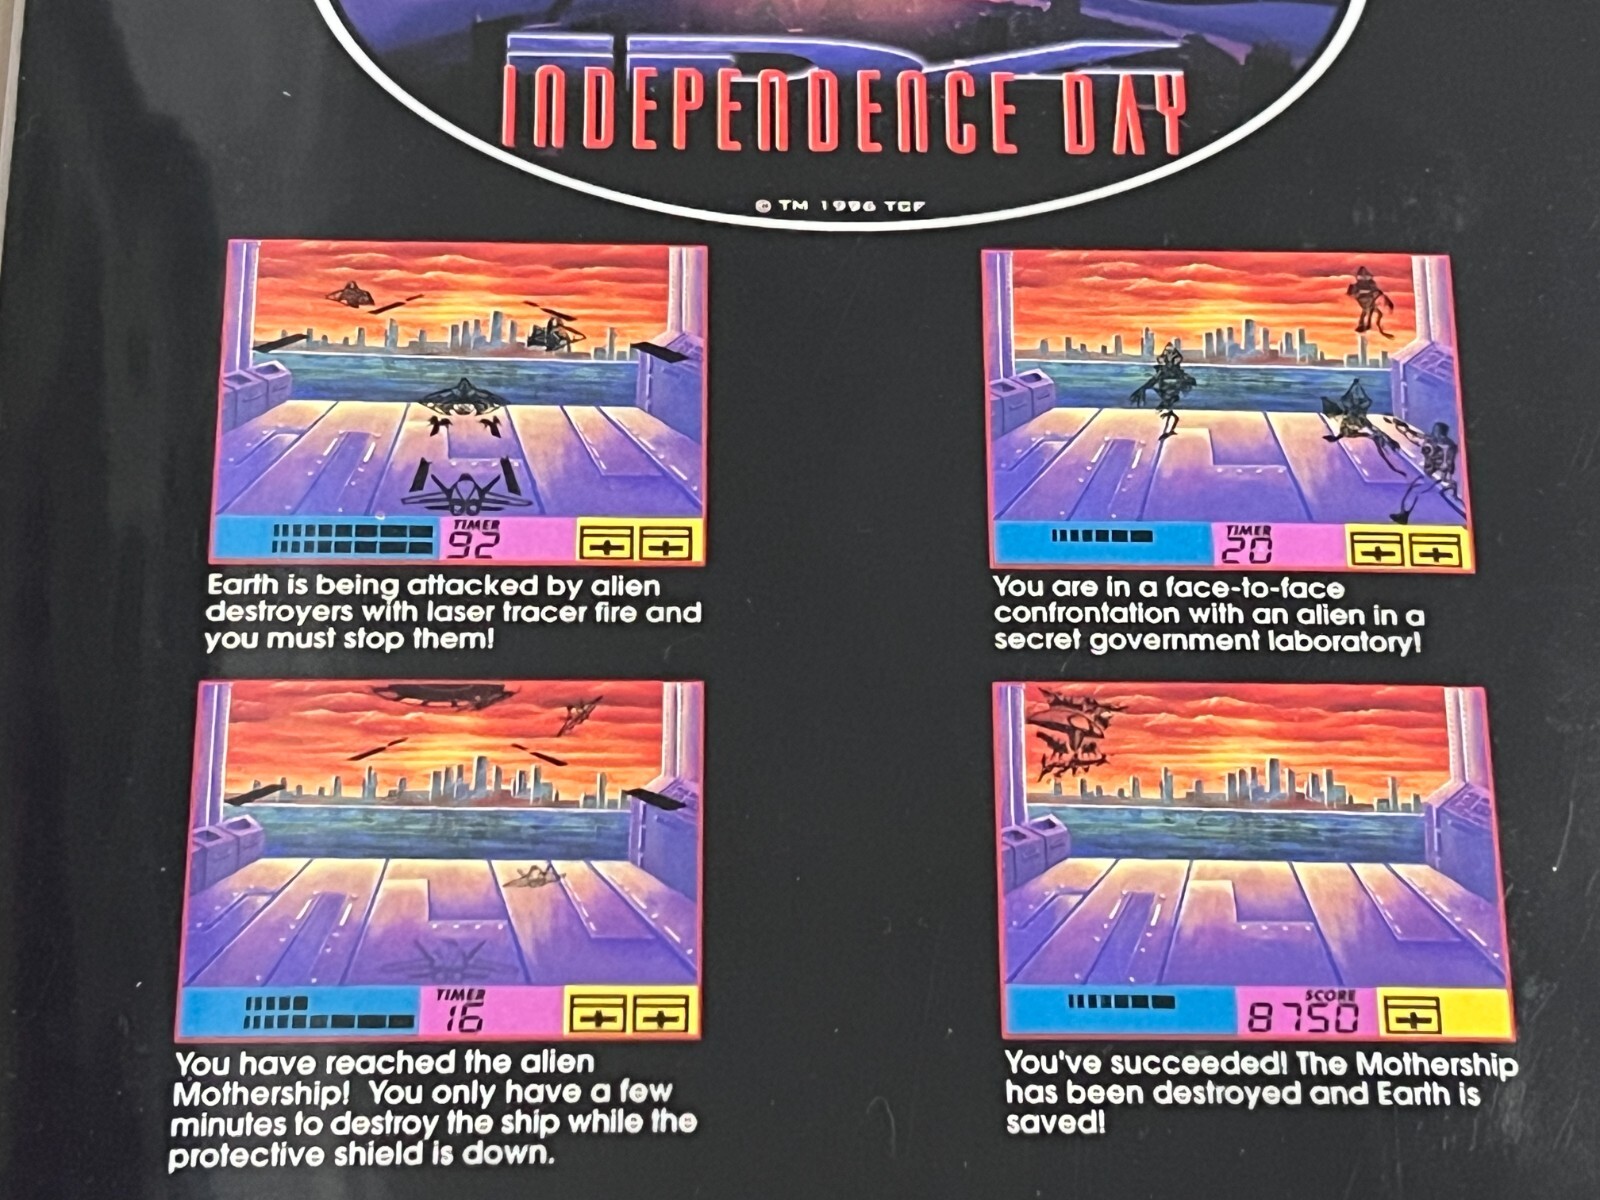 INDEPENDENCE DAY
© TM 1996 TCF
TIMER
92
Earth is being attacked by alien
destroyers with laser tracer fire and
you must stop them!
TIMER
20
You are in a face-to-face
confrontation with an alien in a
secret government laboratory!
TIMER
16
You have reached the alien
Mothership! You only have a few
minutes to destroy the ship while the
protective shield is down.
SCORE
8750
You've succeeded! The Mothership
has been destroyed and Earth is
saved!